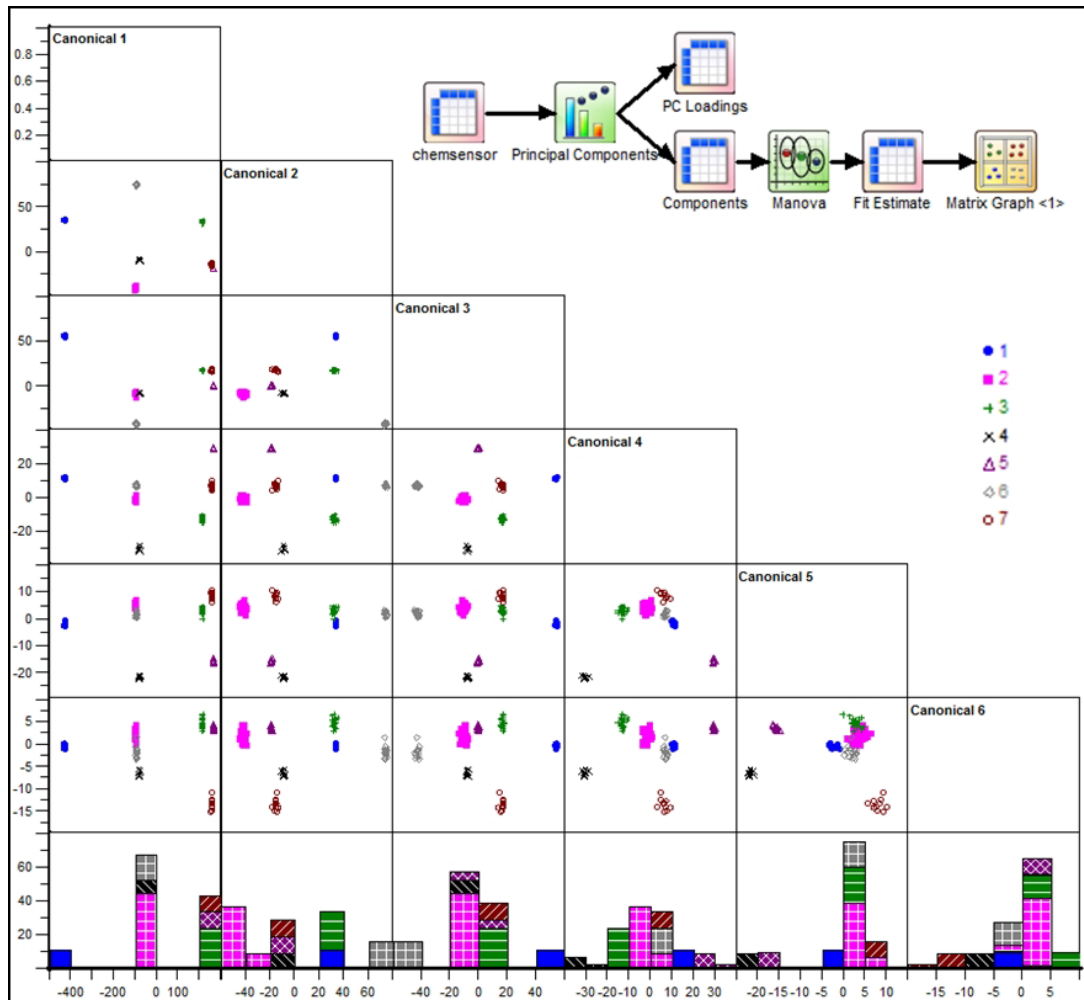 Canonical 1
0.8
0.6
0.4
0.2
chemsensor
Principal Components
PC Loadings
Components
Manova
Fit Estimate
Matrix Graph <1>
Canonical 2
50
0
Canonical 3
50
0
1
2
3
4
5
6
7
Canonical 4
20
0
-20
Canonical 5
10
0
-10
-20
Canonical 6
5
0
-5
-10
-15
60
40
20
-400 -200 0 100
-40 -20 0 20 40 60
-40 -20 0 20 40
-30 -10 0 10 20 30
-20 -15 -10 -5 0 5 10
-15 -10 -5 0 5